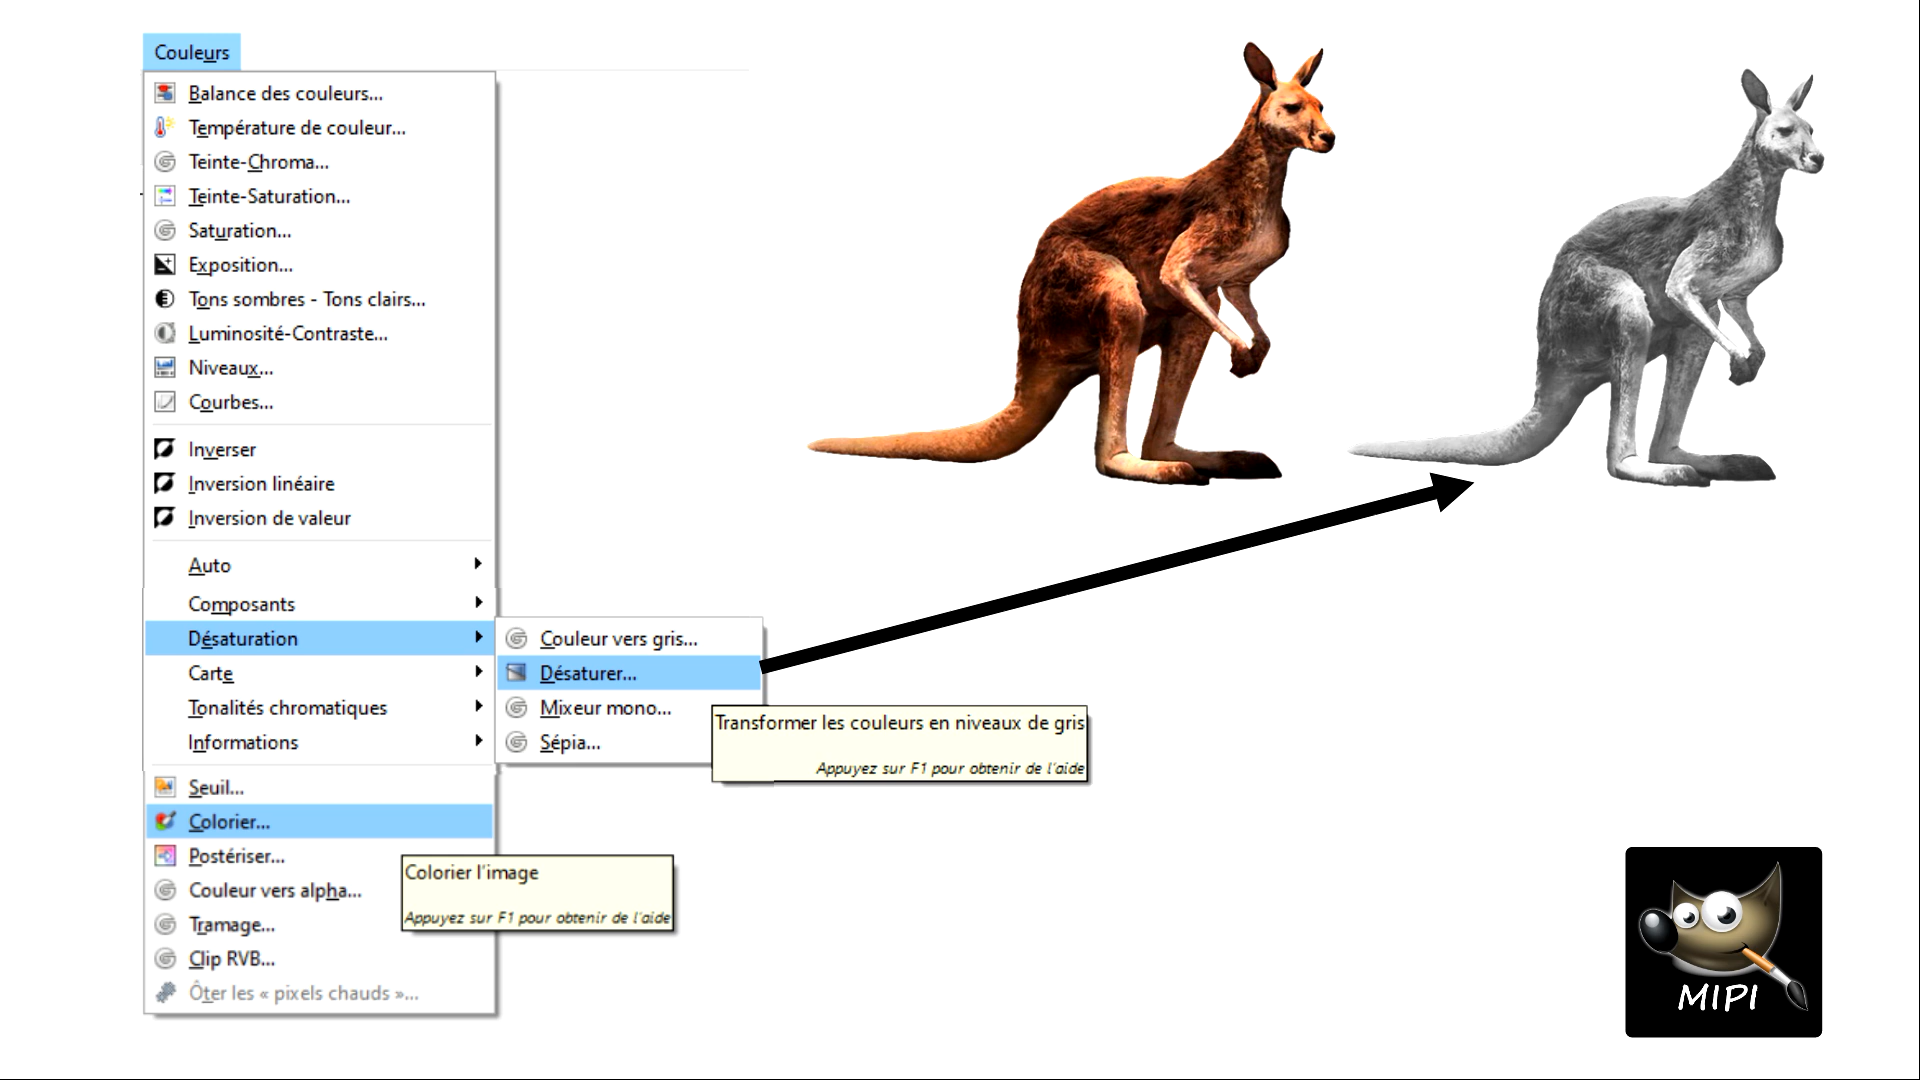 Couleurs
Balance des couleurs...
Température de couleur...
Teinte-Chroma...
Teinte-Saturation...
Saturation...
Exposition...
Tons sombres - Tons clairs...
Luminosité-Contraste...
Niveaux...
Courbes...
Inverser
Inversion linéaire
Inversion de valeur
Auto
Composants
Désaturation
Carte
Tonalités chromatiques
Informations
Seuil...
Colorier...
Postériser...
Couleur vers alpha...
Tramage...
Clip RVB...
Ôter les « pixels chauds »...
Couleur vers gris...
Désaturer...
Mixeur mono...
Sépia...
Transformer les couleurs en niveaux de gris
Appuyez sur F1 pour obtenir de l'aide
Colorier l'image
Appuyez sur F1 pour obtenir de l'aide
MIPI